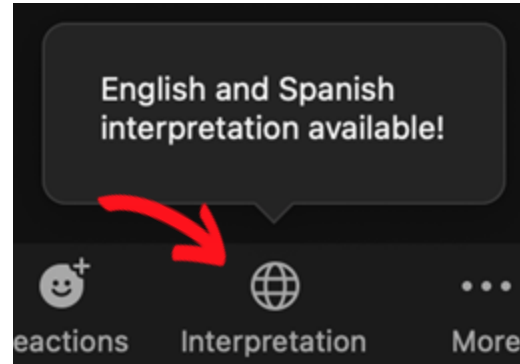 English and Spanish
interpretation available!
eactions Interpretation More